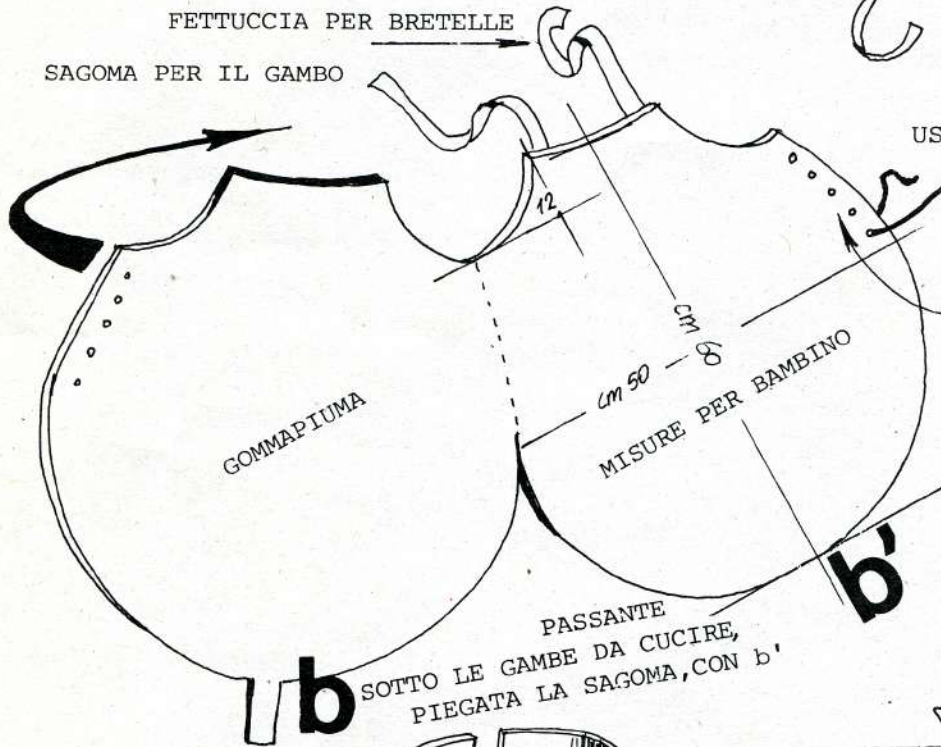 FETTUCCIA PER BRETELLE
SAGOMA PER IL GAMBO
US
12
cm 60
cm 50
GOMMAPIUMA
MISURE PER BAMBINO
b'
b
PASSANTE
SOTTO LE GAMBE DA CUCIRE,
PIEGATA LA SAGOMA, CON b'